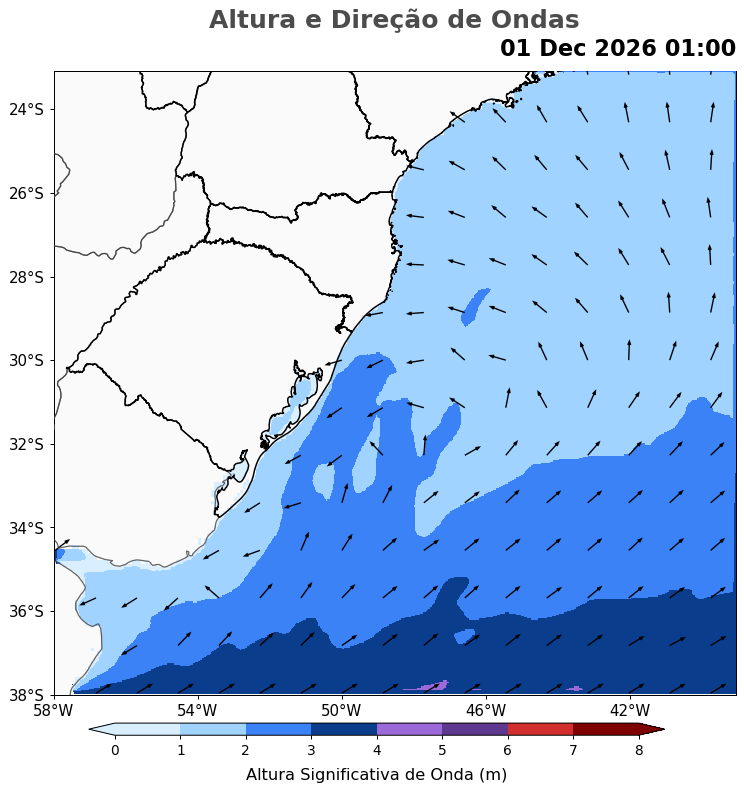 Altura e Direção de Ondas
01 Dec 2026 01:00
24°S
26°S
28°S
30°S
32°S
34°S
36°S
38°S
58°W 54°W 50°W 46°W 42°W
0 1 2 3 4 5 6 7 8
Altura Significativa de Onda (m)